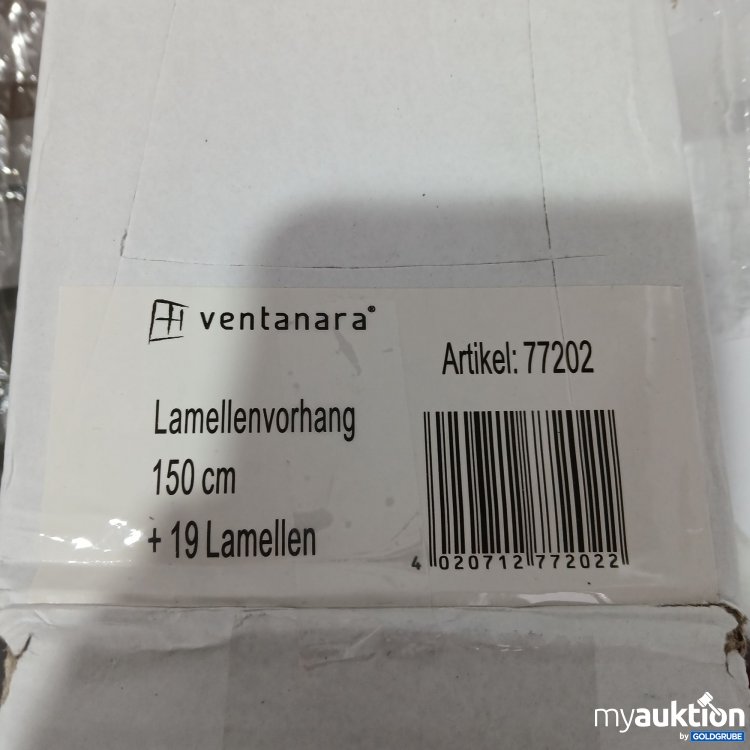 ventanara®
Artikel: 77202
Lamellenvorhang
150 cm
+ 19 Lamellen
4 020712 772022
myauktion
by GOLDGRUBE